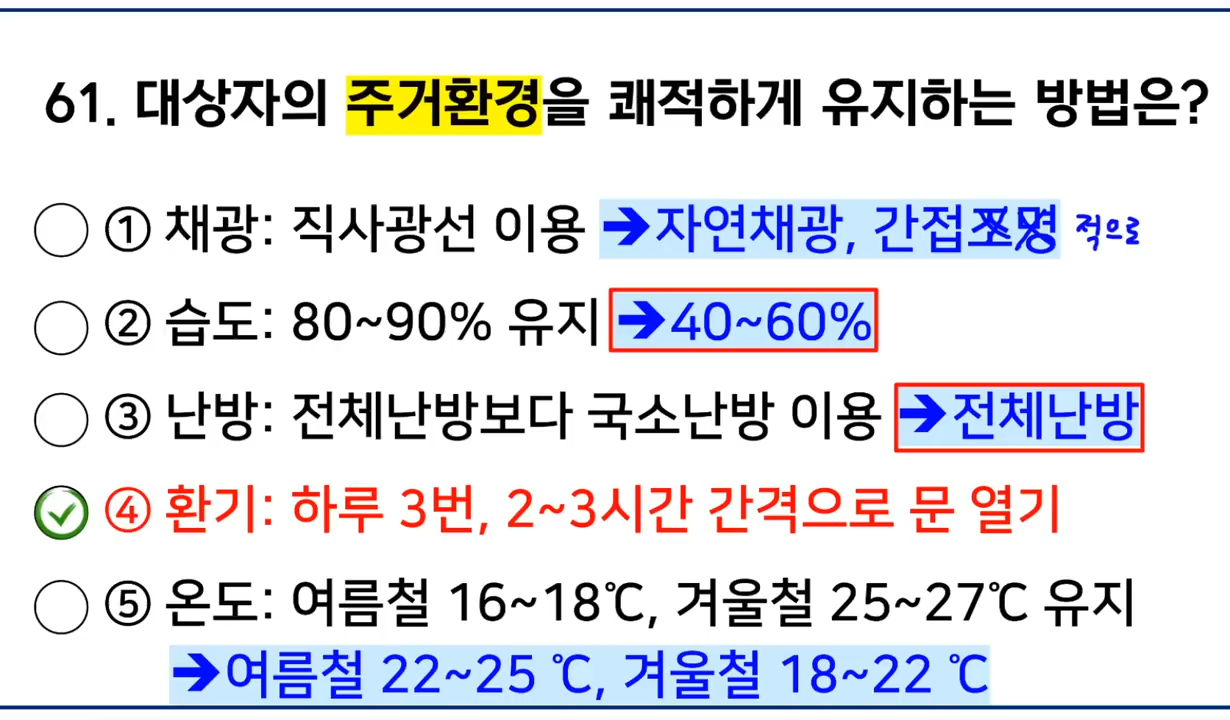 61. 대상자의 주거환경을 쾌적하게 유지하는 방법은?
① 채광: 직사광선 이용 ➔자연채광, 간접조명 적으로
② 습도: 80~90% 유지 ➔40~60%
③ 난방: 전체난방보다 국소난방 이용 ➔전체난방
④ 환기: 하루 3번, 2~3시간 간격으로 문 열기
⑤ 온도: 여름철 16~18℃, 겨울철 25~27℃ 유지
➔여름철 22~25 ℃, 겨울철 18~22 ℃